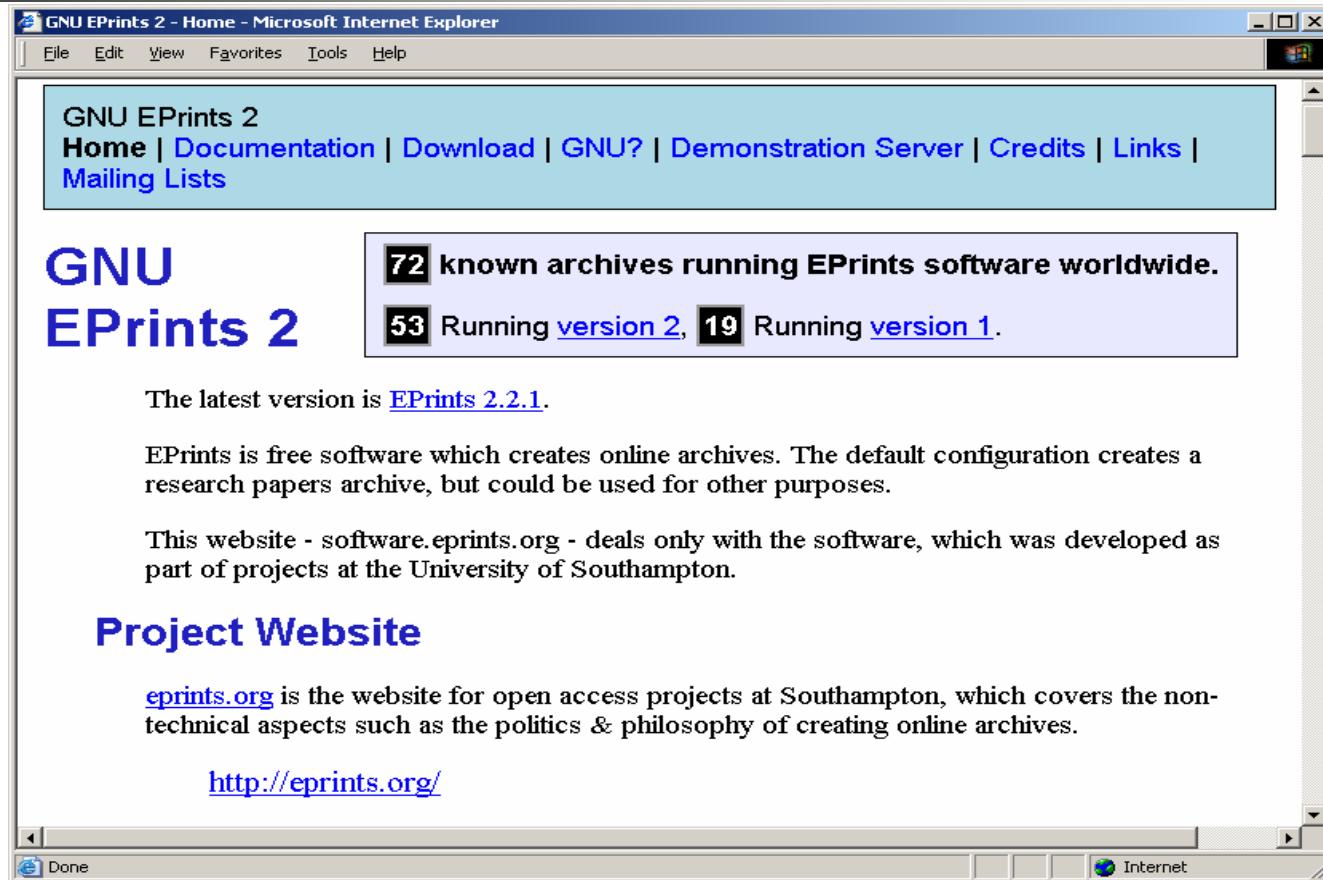 GNU EPrints 2 - Home - Microsoft Internet Explorer
File Edit View Favorites Tools Help
GNU EPrints 2
Home | Documentation | Download | GNU? | Demonstration Server | Credits | Links |
Mailing Lists
GNU
EPrints 2
72 known archives running EPrints software worldwide.
53 Running version 2, 19 Running version 1.
The latest version is EPrints 2.2.1.
EPrints is free software which creates online archives. The default configuration creates a
research papers archive, but could be used for other purposes.
This website - software.eprints.org - deals only with the software, which was developed as
part of projects at the University of Southampton.
Project Website
eprints.org is the website for open access projects at Southampton, which covers the non-
technical aspects such as the politics & philosophy of creating online archives.
http://eprints.org/
Done Internet